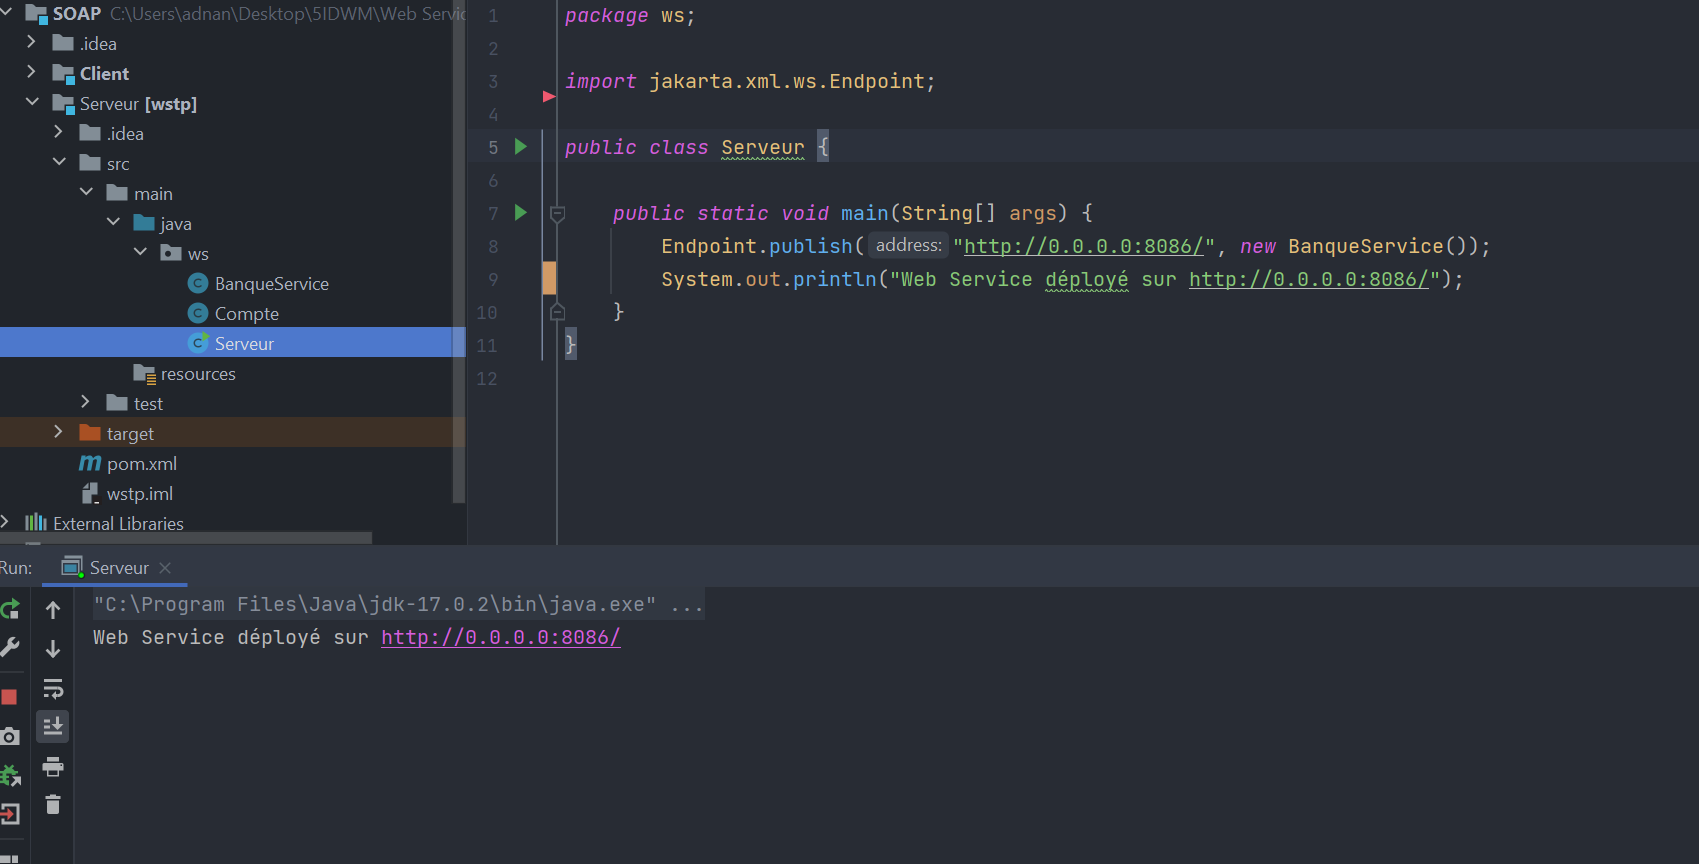 SOAP C:\Users\adnan\Desktop\5IDWM\Web Servic
.idea
Client
Serveur [wstp]
.idea
src
main
java
ws
BanqueService
Compte
Serveur
resources
test
target
pom.xml
wstp.iml
External Libraries
1 package ws;
2
3 import jakarta.xml.ws.Endpoint;
4
5 public class Serveur {
6
7 public static void main(String[] args) {
8 Endpoint.publish( address: "http://0.0.0.0:8086/", new BanqueService());
9 System.out.println("Web Service déployé sur http://0.0.0.0:8086/");
10 }
11 }
12
Run: Serveur
"C:\Program Files\Java\jdk-17.0.2\bin\java.exe" ...
Web Service déployé sur http://0.0.0.0:8086/